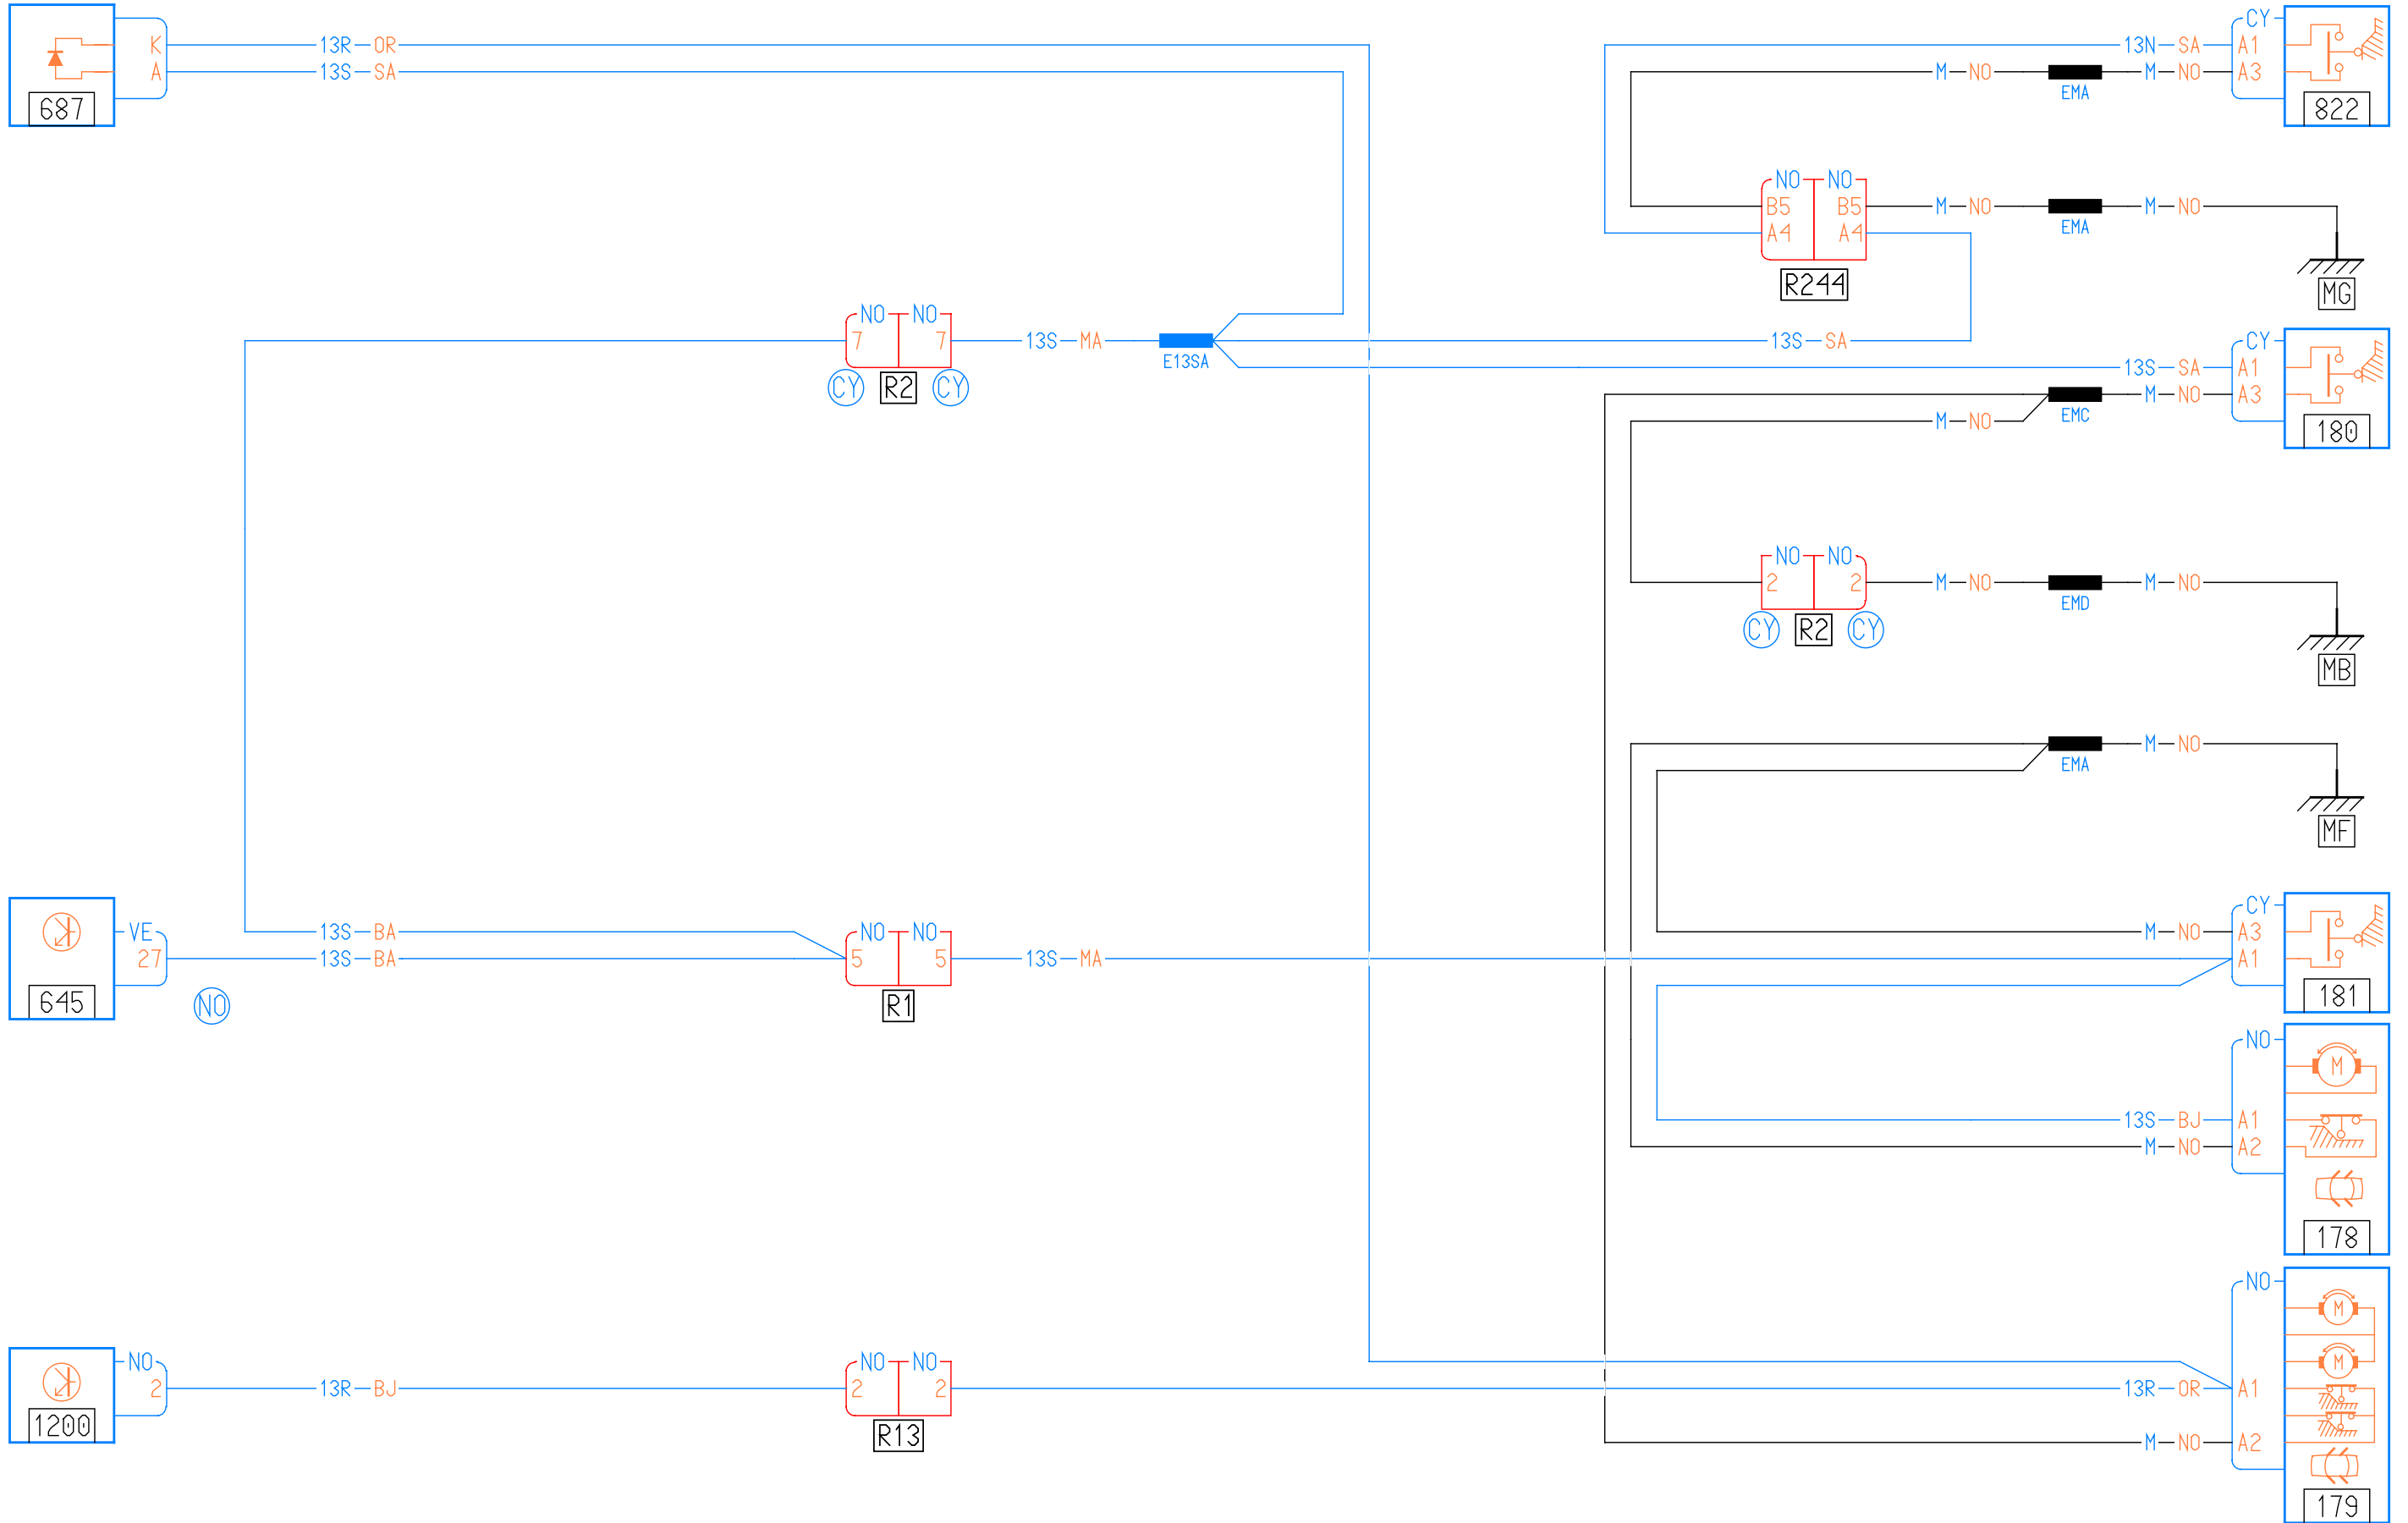 CY
K 13R OR 13N SA A1
A 13S SA M NO M NO A3
EMA
687 822
NO NO
B5 B5 M NO M NO
A4 A4 EMA
R244 MG
NO NO CY
7 7 13S MA 13S SA
E13SA 13S SA A1
CY R2 CY M NO A3
M NO EMC
180
NO NO
2 2 M NO M NO
EMD
CY R2 CY
MB
M NO
EMA
MF
CY
VE 13S BA NO NO M NO A3
27 13S BA 5 5 13S MA A1
645 NO R1 181
NO
M
13S BJ A1
M NO A2
178
NO
M
NO NO NO M
2 13R BJ 2 2 13R OR A1
1200 R13
M NO A2
179